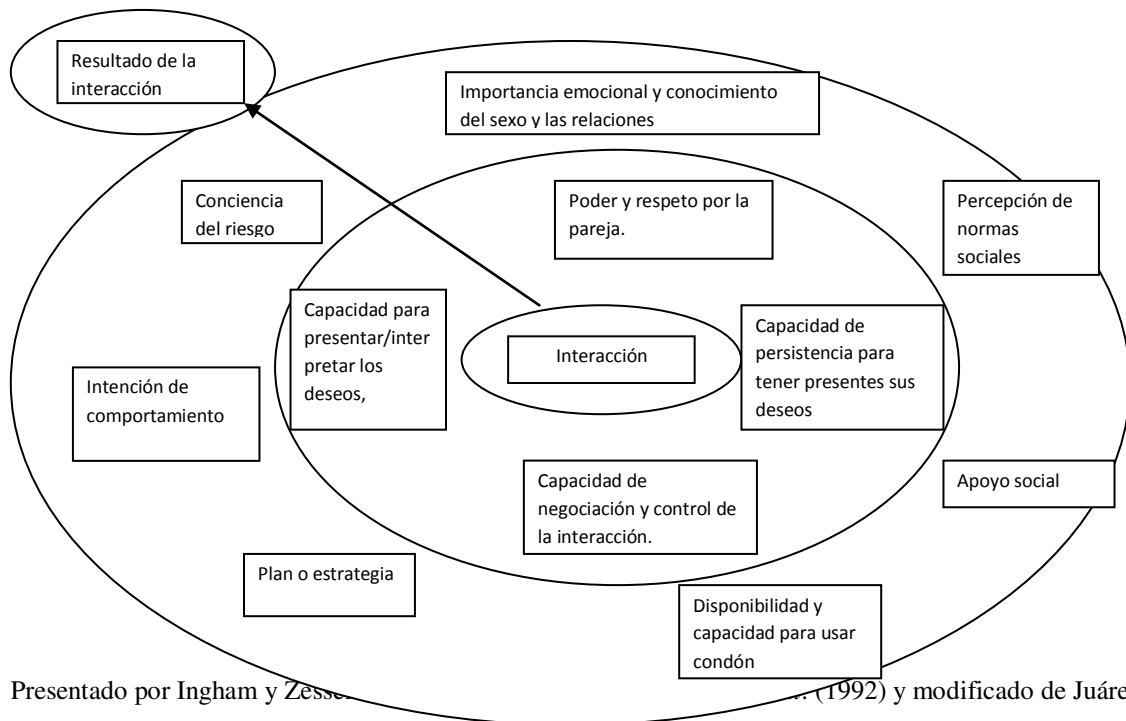 Resultado de la
interacción
Importancia emocional y conocimiento
del sexo y las relaciones
Conciencia
del riesgo
Poder y respeto por la
pareja.
Percepción de
normas
sociales
Capacidad para
presentar/inter
pretar los
deseos,
Interacción
Capacidad de
persistencia para
tener presentes sus
deseos
Intención de
comportamiento
Capacidad de
negociación y control de
la interacción.
Apoyo social
Plan o estrategia
Disponibilidad y
capacidad para usar
condón
Presentado por Ingham y (1992) y modificado de